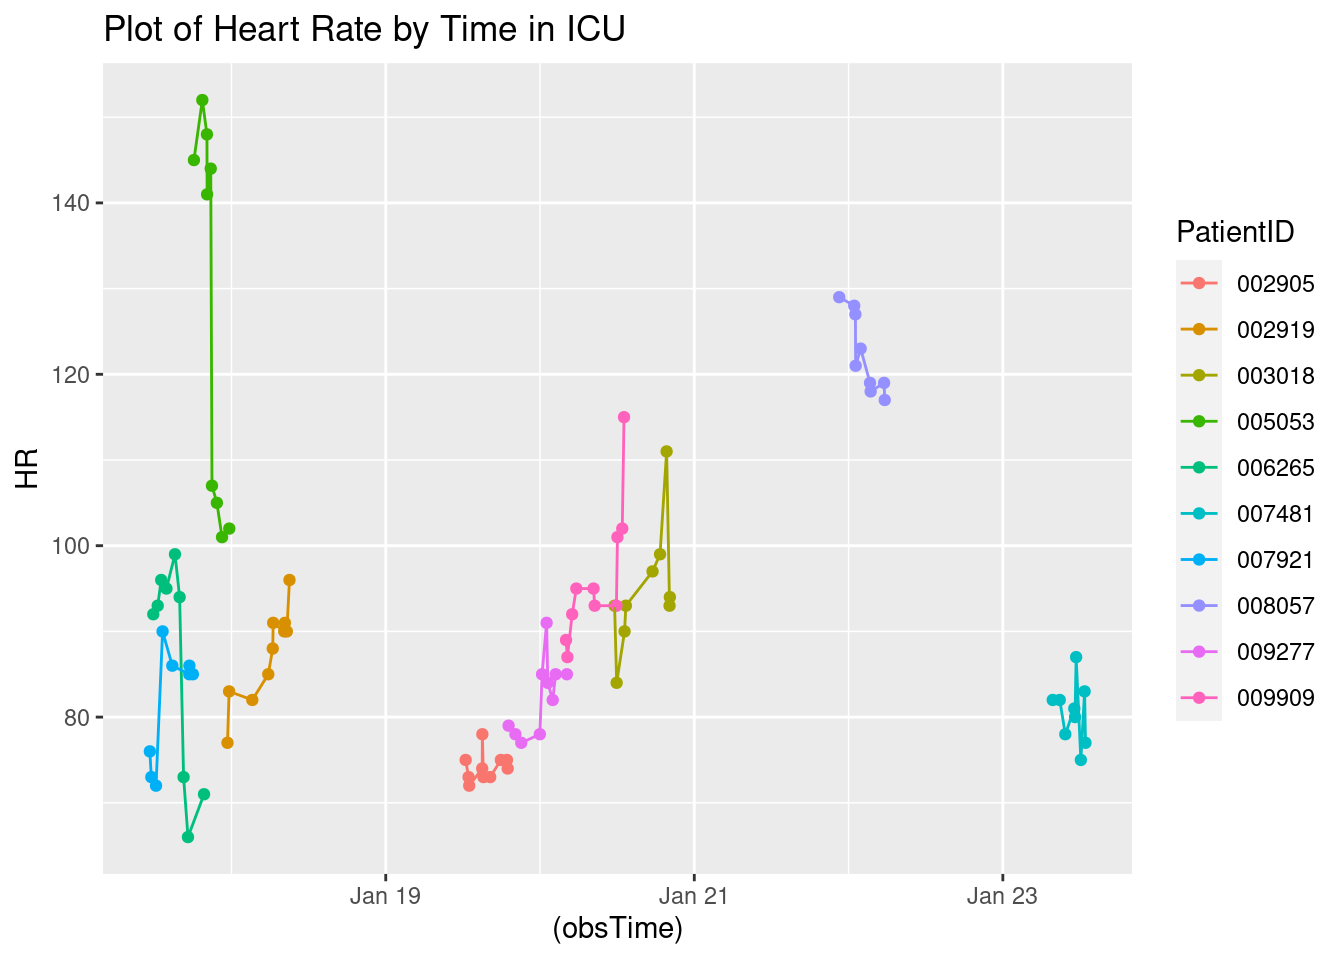 Plot of Heart Rate by Time in ICU
140
120
100
80
HR
Jan 19
Jan 21
Jan 23
(obsTime)
PatientID
002905
002919
003018
005053
006265
007481
007921
008057
009277
009909